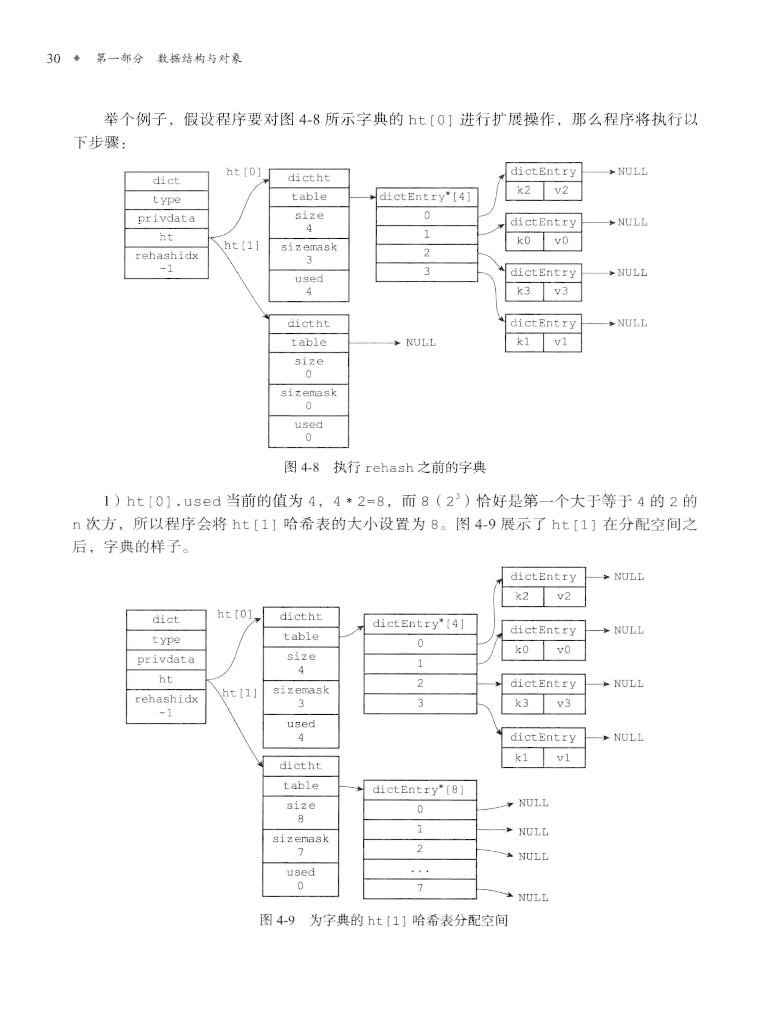 30 ◆ 第一部分 数据结构与对象
举个例子，假设程序要对图 4-8 所示字典的 ht[0] 进行扩展操作，那么程序将执行以
下步骤：
dict
type
privdata
ht
rehashidx
-1
ht[0]
ht[1]
dictht
table
size
4
sizemask
3
used
4
dictEntry*[4]
0
1
2
3
dictEntry
k2 v2
NULL
dictEntry
k0 v0
NULL
dictEntry
k3 v3
NULL
dictEntry
k1 v1
NULL
dictht
table
NULL
size
0
sizemask
0
used
0
图 4-8 执行 rehash 之前的字典
1）ht[0].used 当前的值为 4，4 * 2=8，而 8（2³）恰好是第一个大于等于 4 的 2 的
n 次方，所以程序会将 ht[1] 哈希表的大小设置为 8。图 4-9 展示了 ht[1] 在分配空间之
后，字典的样子。
dict
type
privdata
ht
rehashidx
-1
ht[0]
ht[1]
dictht
table
size
4
sizemask
3
used
4
dictEntry*[4]
0
1
2
3
dictEntry
k2 v2
NULL
dictEntry
k0 v0
NULL
dictEntry
k3 v3
NULL
dictEntry
k1 v1
NULL
dictht
table
size
8
sizemask
7
used
0
dictEntry*[8]
0
1
2
...
7
NULL
NULL
NULL
NULL
图 4-9 为字典的 ht[1] 哈希表分配空间